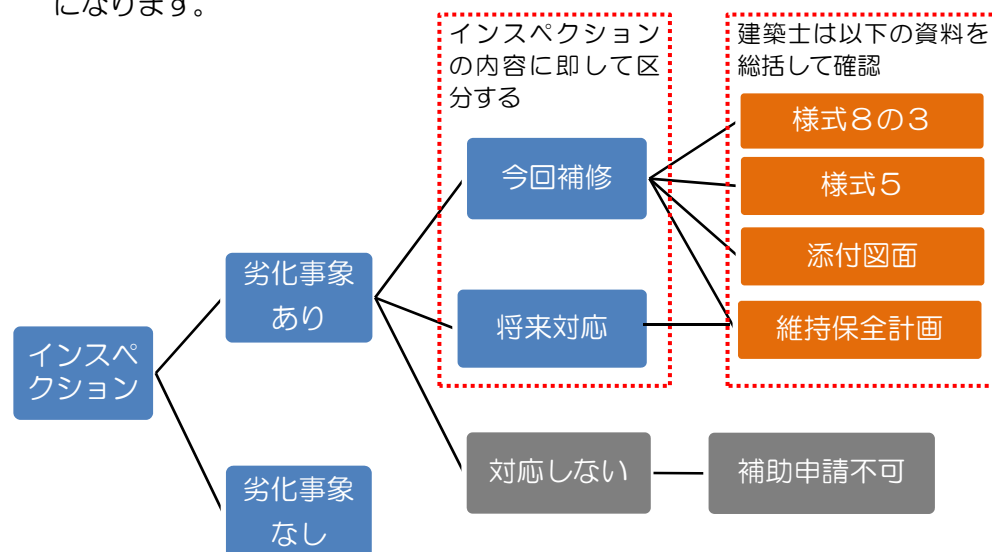 になります。
インスペクション
の内容に即して区
分する
建築士は以下の資料を
総括して確認
様式8の3
今回補修
様式5
添付図面
劣化事象
あり
将来対応
維持保全計画
インスペ
クション
対応しない
補助申請不可
劣化事象
なし